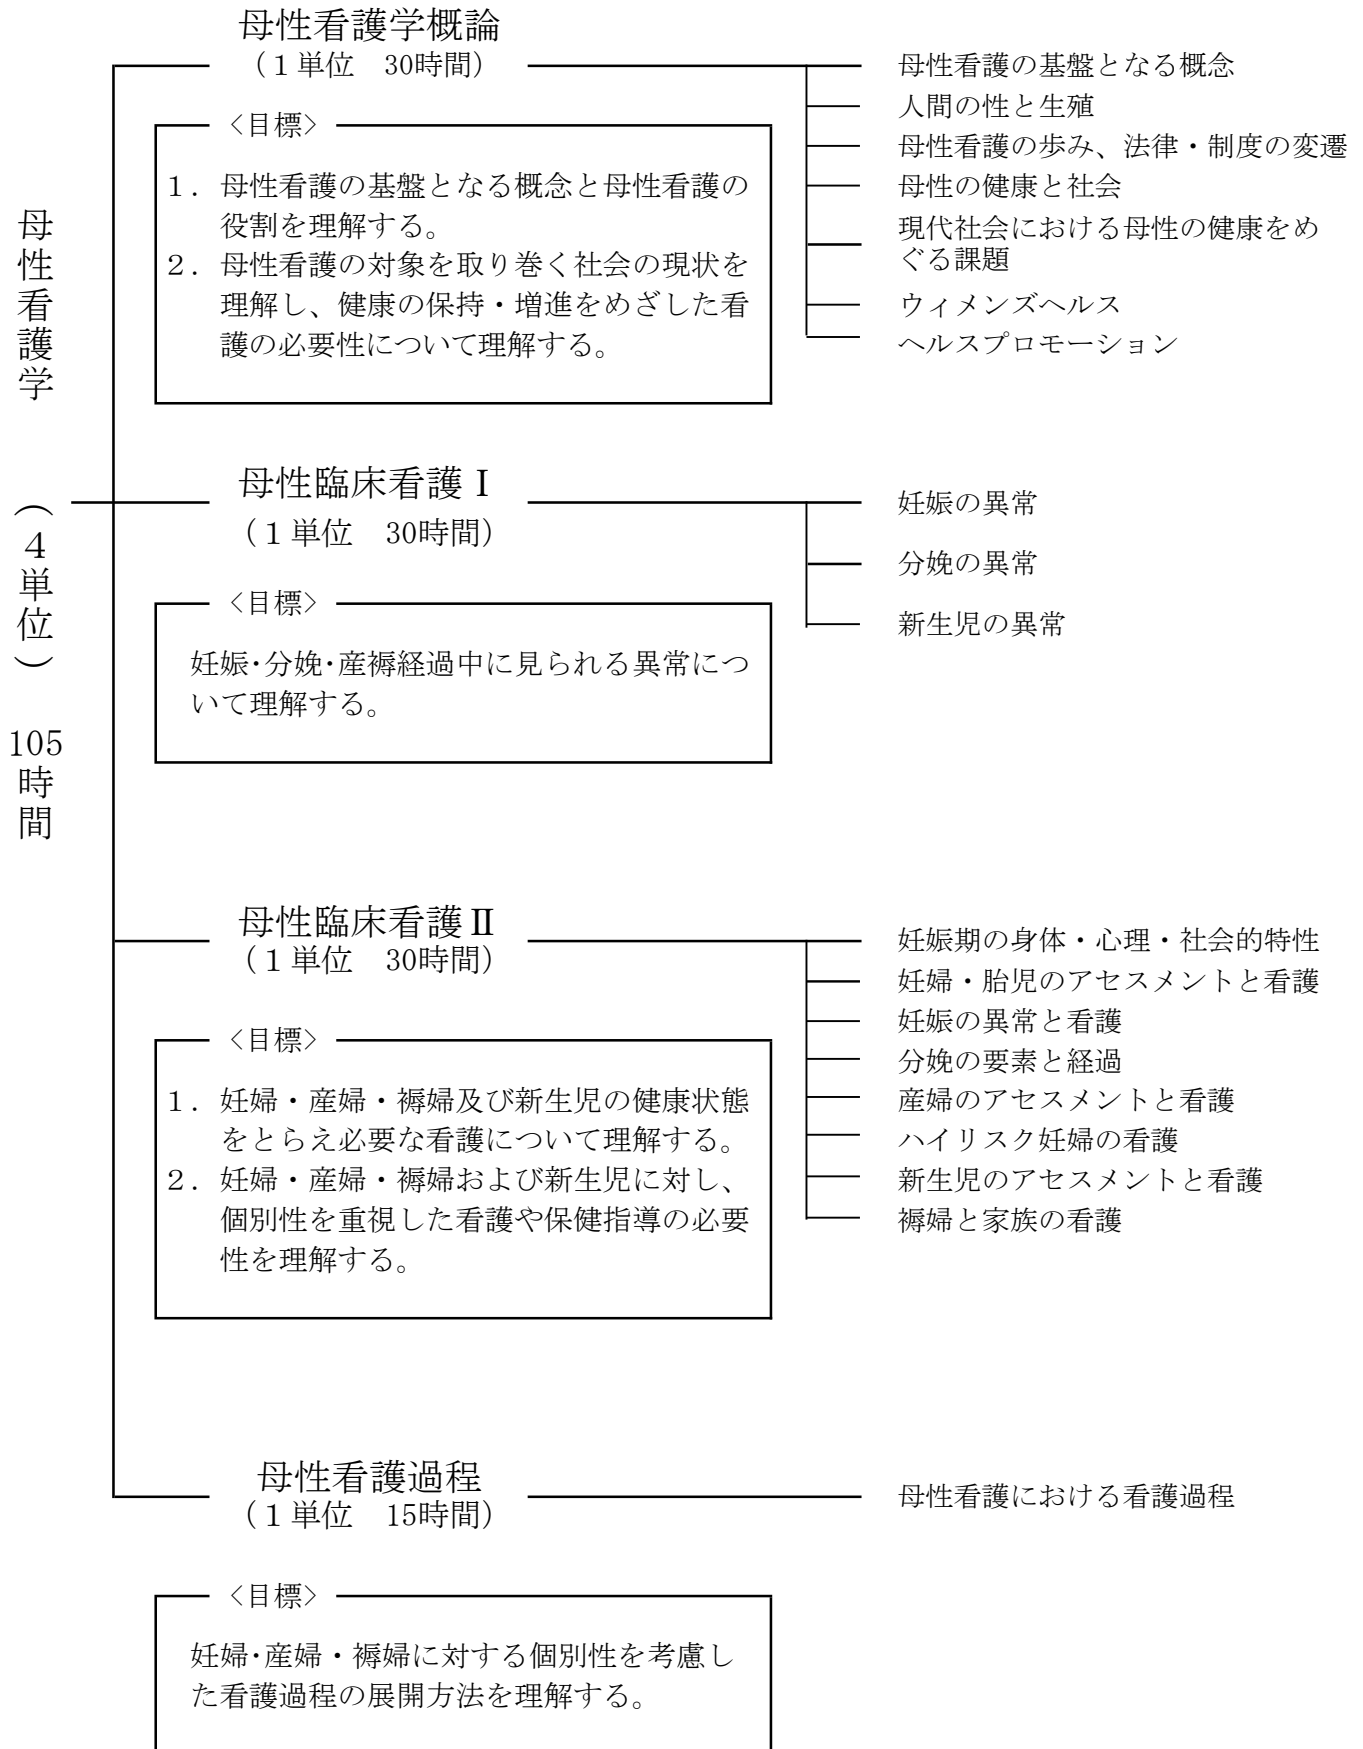 母性看護学 （４単位） 105時間
母性看護学概論
（１単位　30時間）
＜目標＞
１．母性看護の基盤となる概念と母性看護の
役割を理解する。
２．母性看護の対象を取り巻く社会の現状を
理解し、健康の保持・増進をめざした看
護の必要性について理解する。
母性看護の基盤となる概念
人間の性と生殖
母性看護の歩み、法律・制度の変遷
母性の健康と社会
現代社会における母性の健康をめ
ぐる課題
ウィメンズヘルス
ヘルスプロモーション
母性臨床看護Ⅰ
（１単位　30時間）
＜目標＞
妊娠･分娩･産褥経過中に見られる異常につ
いて理解する。
妊娠の異常
分娩の異常
新生児の異常
母性臨床看護Ⅱ
（１単位　30時間）
＜目標＞
１．妊婦・産婦・褥婦及び新生児の健康状態
をとらえ必要な看護について理解する。
２．妊婦・産婦・褥婦および新生児に対し、
個別性を重視した看護や保健指導の必要
性を理解する。
妊娠期の身体・心理・社会的特性
妊婦・胎児のアセスメントと看護
妊娠の異常と看護
分娩の要素と経過
産婦のアセスメントと看護
ハイリスク妊婦の看護
新生児のアセスメントと看護
褥婦と家族の看護
母性看護過程
（１単位　15時間）
＜目標＞
妊婦･産婦・褥婦に対する個別性を考慮し
た看護過程の展開方法を理解する。
母性看護における看護過程